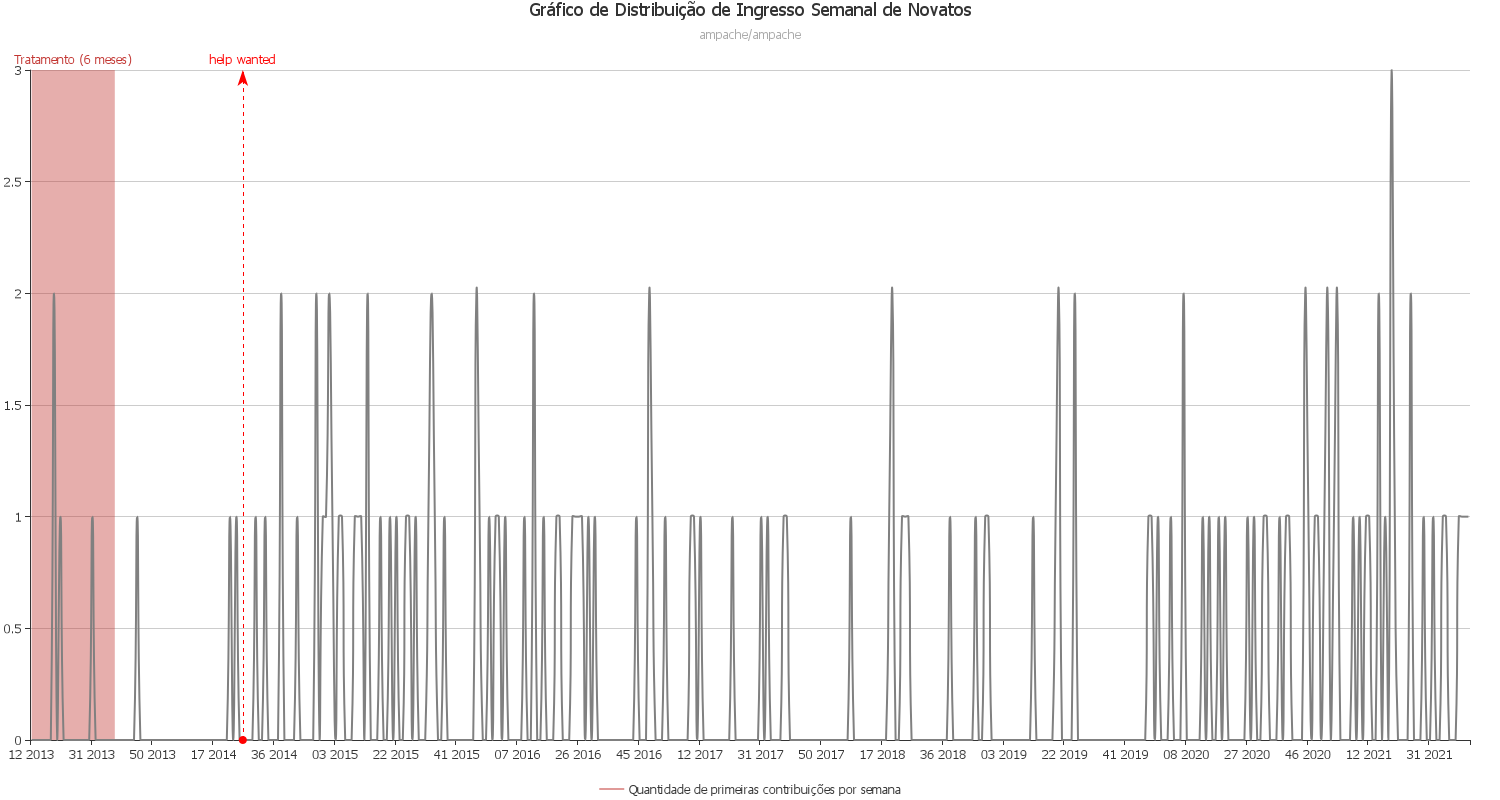 Gráfico de Distribuição de Ingresso Semanal de Novatos
ampache/ampache
Tratamento (6 meses)
help wanted
3
2.5
2
1.5
1
0.5
0
12 2013 31 2013 50 2013 17 2014 36 2014 03 2015 22 2015 41 2015 07 2016 26 2016 45 2016 12 2017 31 2017 50 2017 17 2018 36 2018 03 2019 22 2019 41 2019 08 2020 27 2020 46 2020 12 2021 31 2021
Quantidade de primeiras contribuições por semana